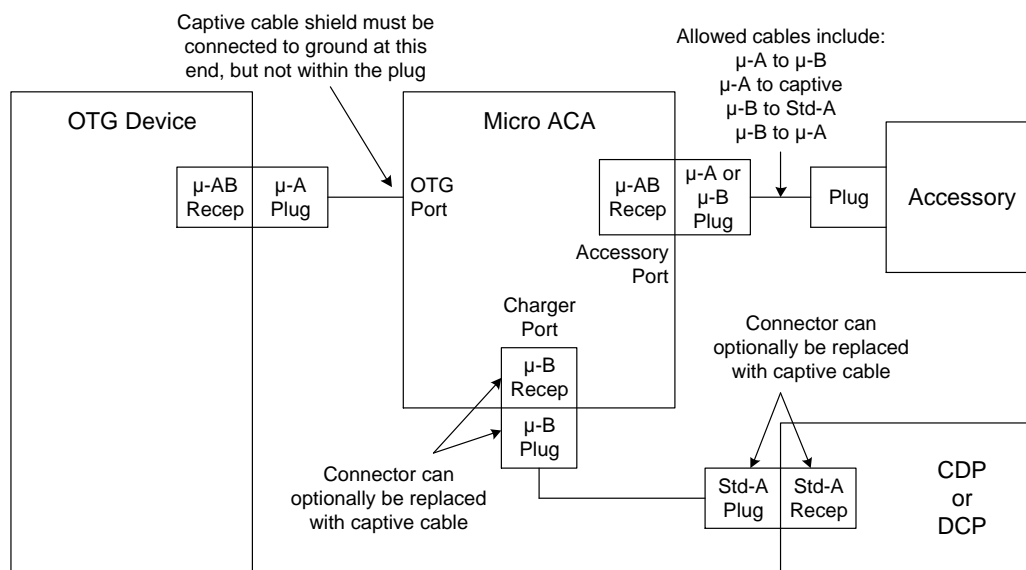 Captive cable shield must be
connected to ground at this
end, but not within the plug
Allowed cables include:
µ-A to µ-B
µ-A to captive
µ-B to Std-A
µ-B to µ-A
OTG Device
Micro ACA
µ-AB
Recep
µ-A
Plug
OTG
Port
µ-AB
Recep
µ-A or
µ-B
Plug
Plug
Accessory
Accessory
Port
Charger
Port
µ-B
Recep
µ-B
Plug
Connector can
optionally be replaced
with captive cable
Connector can
optionally be replaced
with captive cable
Std-A
Plug
Std-A
Recep
CDP
or
DCP